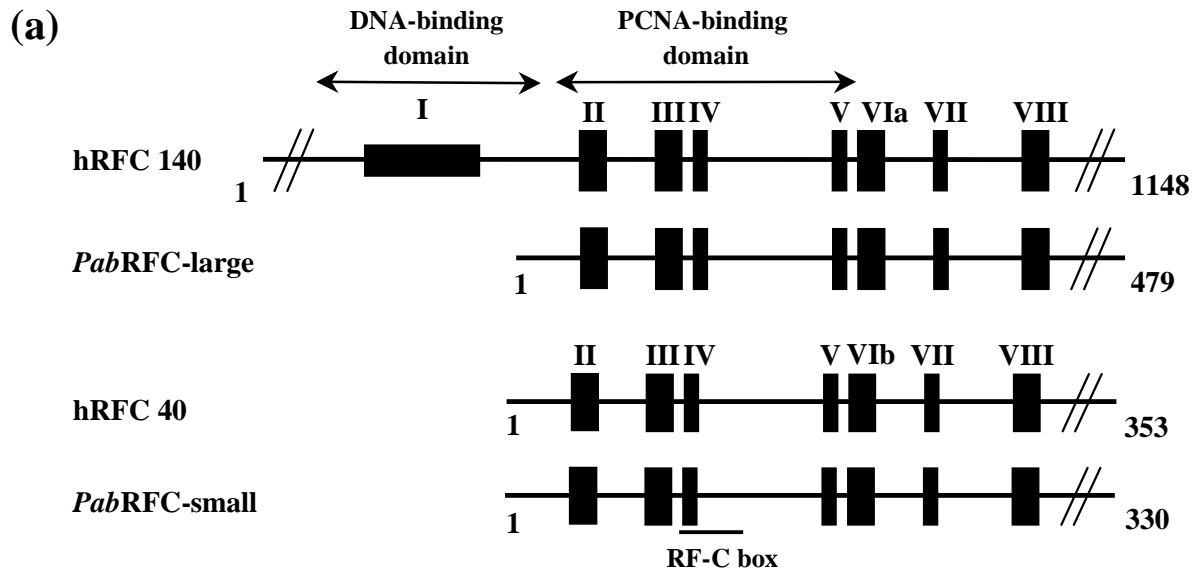 (a)
DNA-binding
domain
PCNA-binding
domain
I
II III IV V VIa VII VIII
hRFC 140
1
1148
PabRFC-large
1
479
II III IV V VIb VII VIII
hRFC 40
1
353
PabRFC-small
1
330
RF-C box